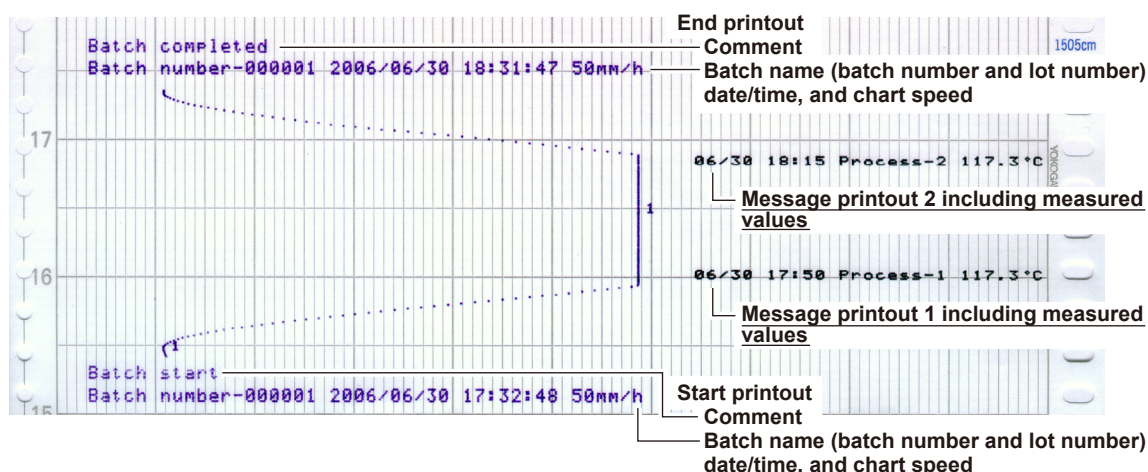 End printout
Batch completed
Comment
1505cm
Batch number-000001 2006/06/30 18:31:47 50mm/h
Batch name (batch number and lot number)
date/time, and chart speed
17
06/30 18:15 Process-2 117.3°C
Message printout 2 including measured
values
1
16
06/30 17:50 Process-1 117.3°C
Message printout 1 including measured
values
1
Batch start
Start printout
Batch number-000001 2006/06/30 17:32:48 50mm/h
Comment
15
Batch name (batch number and lot number)
date/time, and chart speed